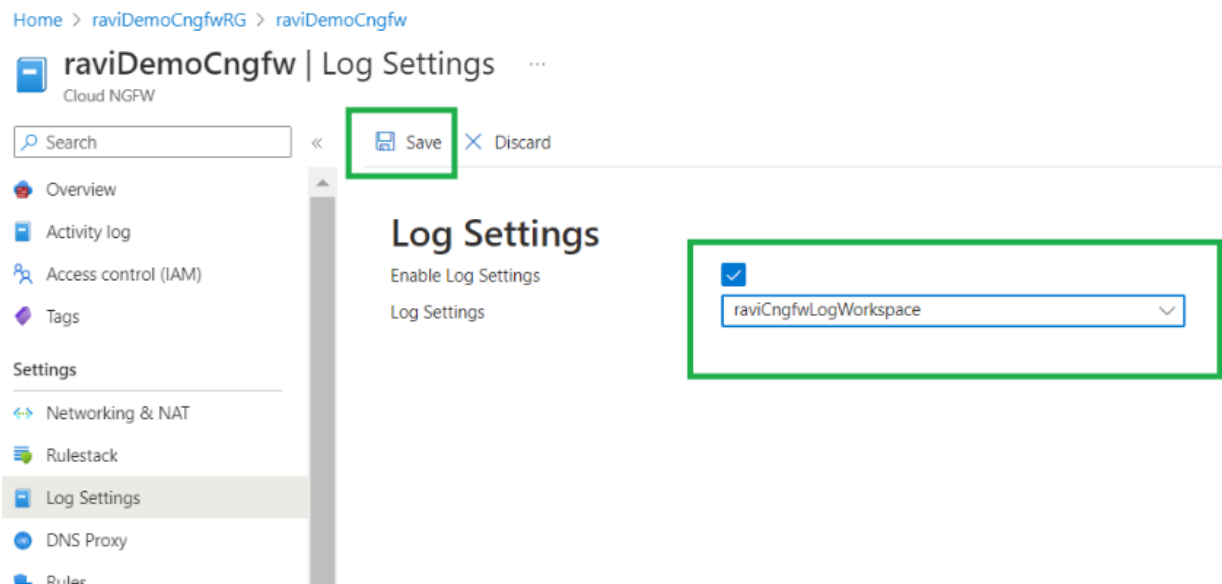 Home > raviDemoCngfwRG > raviDemoCngfw
raviDemoCngfw | Log Settings ...
Cloud NGFW
Search «
Save Discard
Overview
Activity log
Access control (IAM)
Tags
Settings
Networking & NAT
Rulestack
Log Settings
DNS Proxy
Rules
Log Settings
Enable Log Settings
Log Settings raviCngfwLogWorkspace